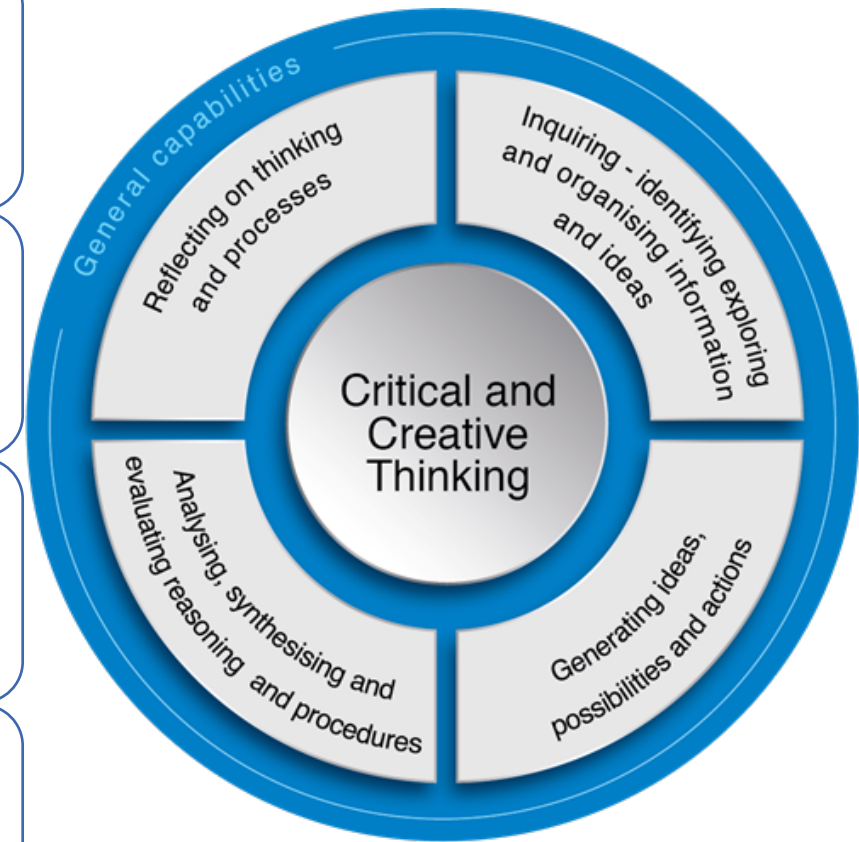 General capabilities
Reflecting on thinking
and processes
Inquiring - identifying exploring
and organising information
and ideas
Critical and
Creative
Thinking
Analysing, synthesising and
evaluating reasoning and procedures
Generating ideas,
possibilities and actions